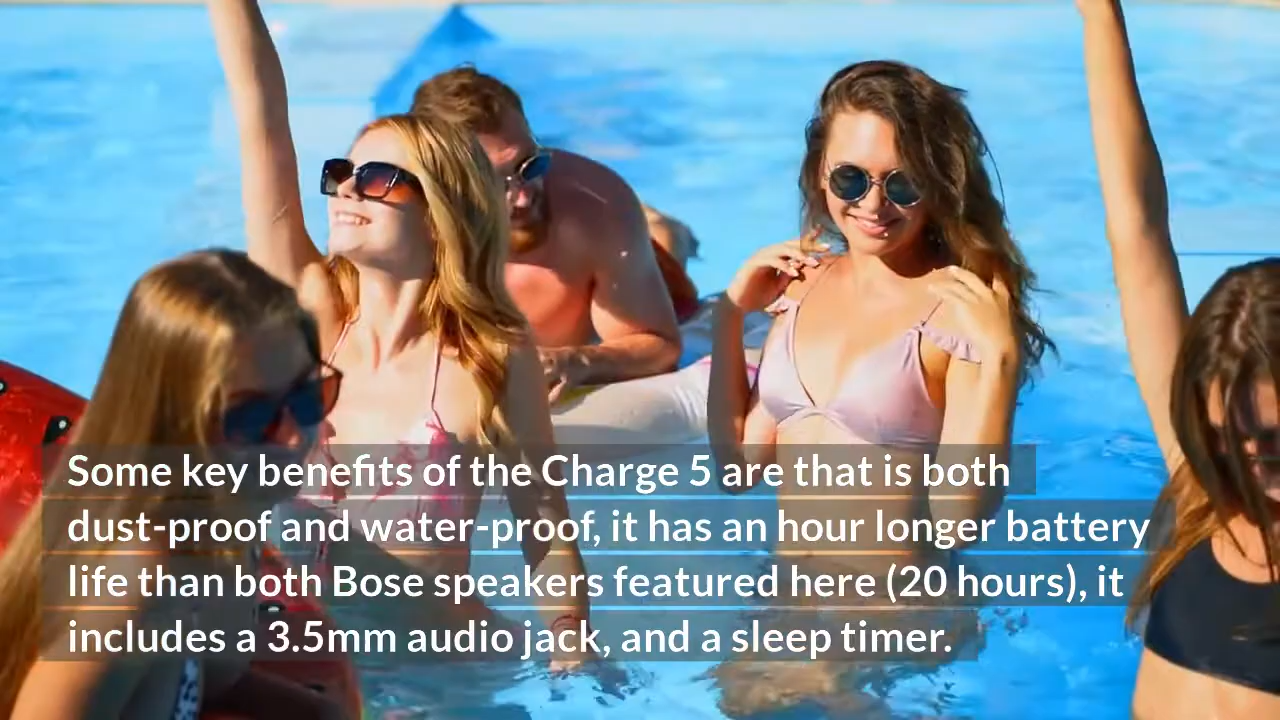 Some key benefits of the Charge 5 are that is both
dust-proof and water-proof, it has an hour longer battery
life than both Bose speakers featured here (20 hours), it
includes a 3.5mm audio jack, and a sleep timer.